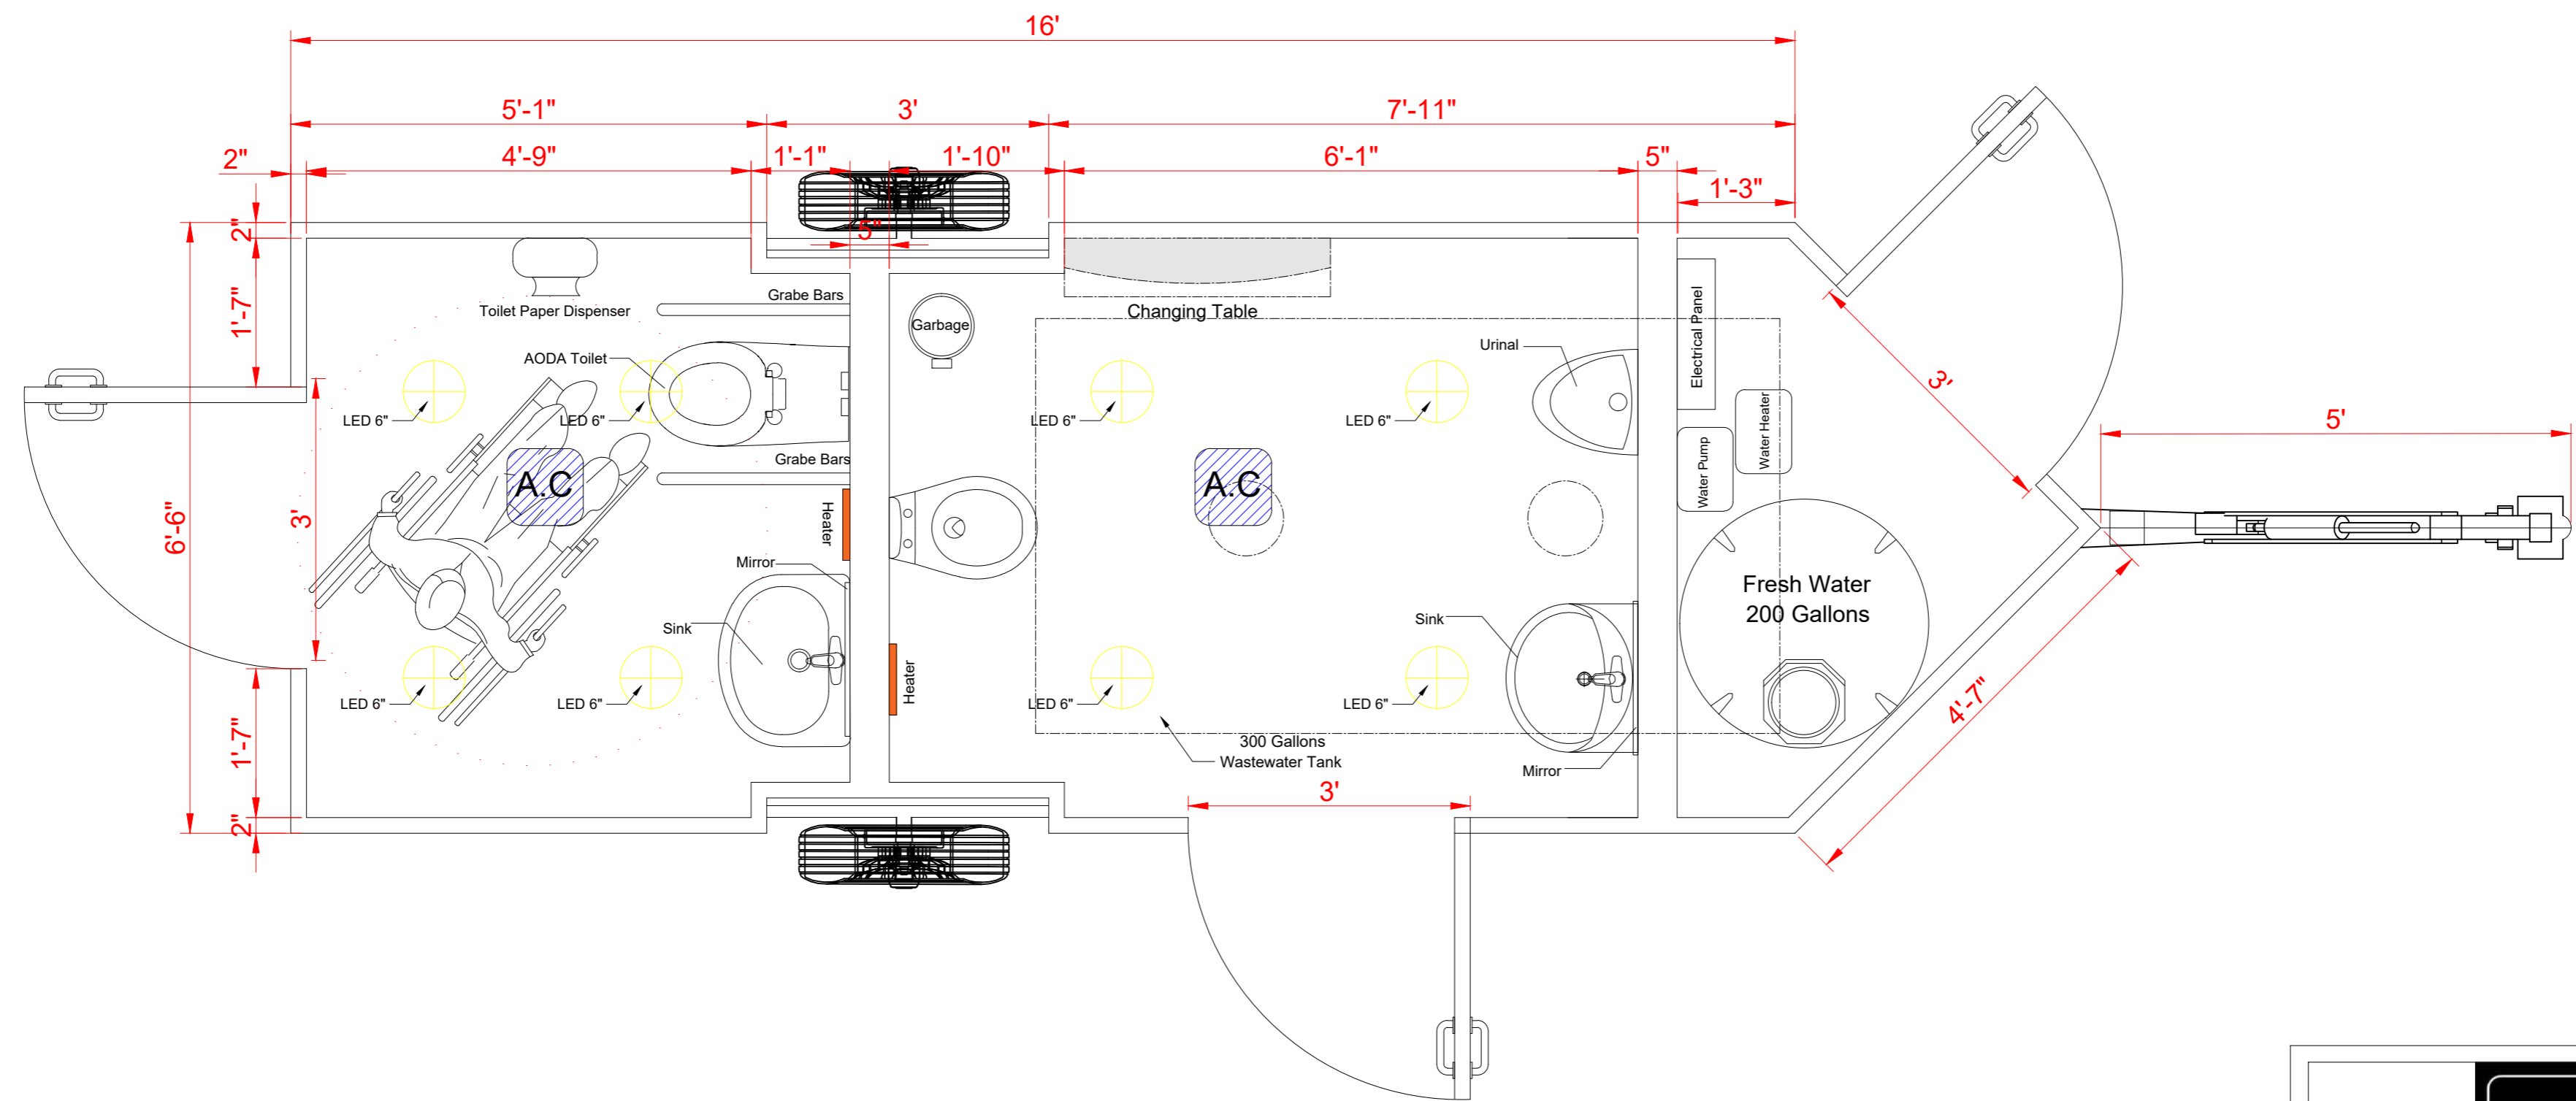 16'
5'-1"
3'
7'-11"
2"
4'-9"
1'-1"
1'-10"
6'-1"
5"
1'-3"
2"
5"
1'-7"
6'-6"
3'
1'-7"
2"
Toilet Paper Dispenser
Grabe Bars
AODA Toilet
LED 6"
LED 6"
Grabe Bars
A.C
Heater
Mirror
Sink
LED 6"
LED 6"
Garbage
Changing Table
LED 6"
LED 6"
Urinal
A.C
Heater
Sink
LED 6"
LED 6"
300 Gallons
Wastewater Tank
Mirror
3'
Electrical Panel
Water Heater
Water Pump
Fresh Water
200 Gallons
3'
5'
4'-7"